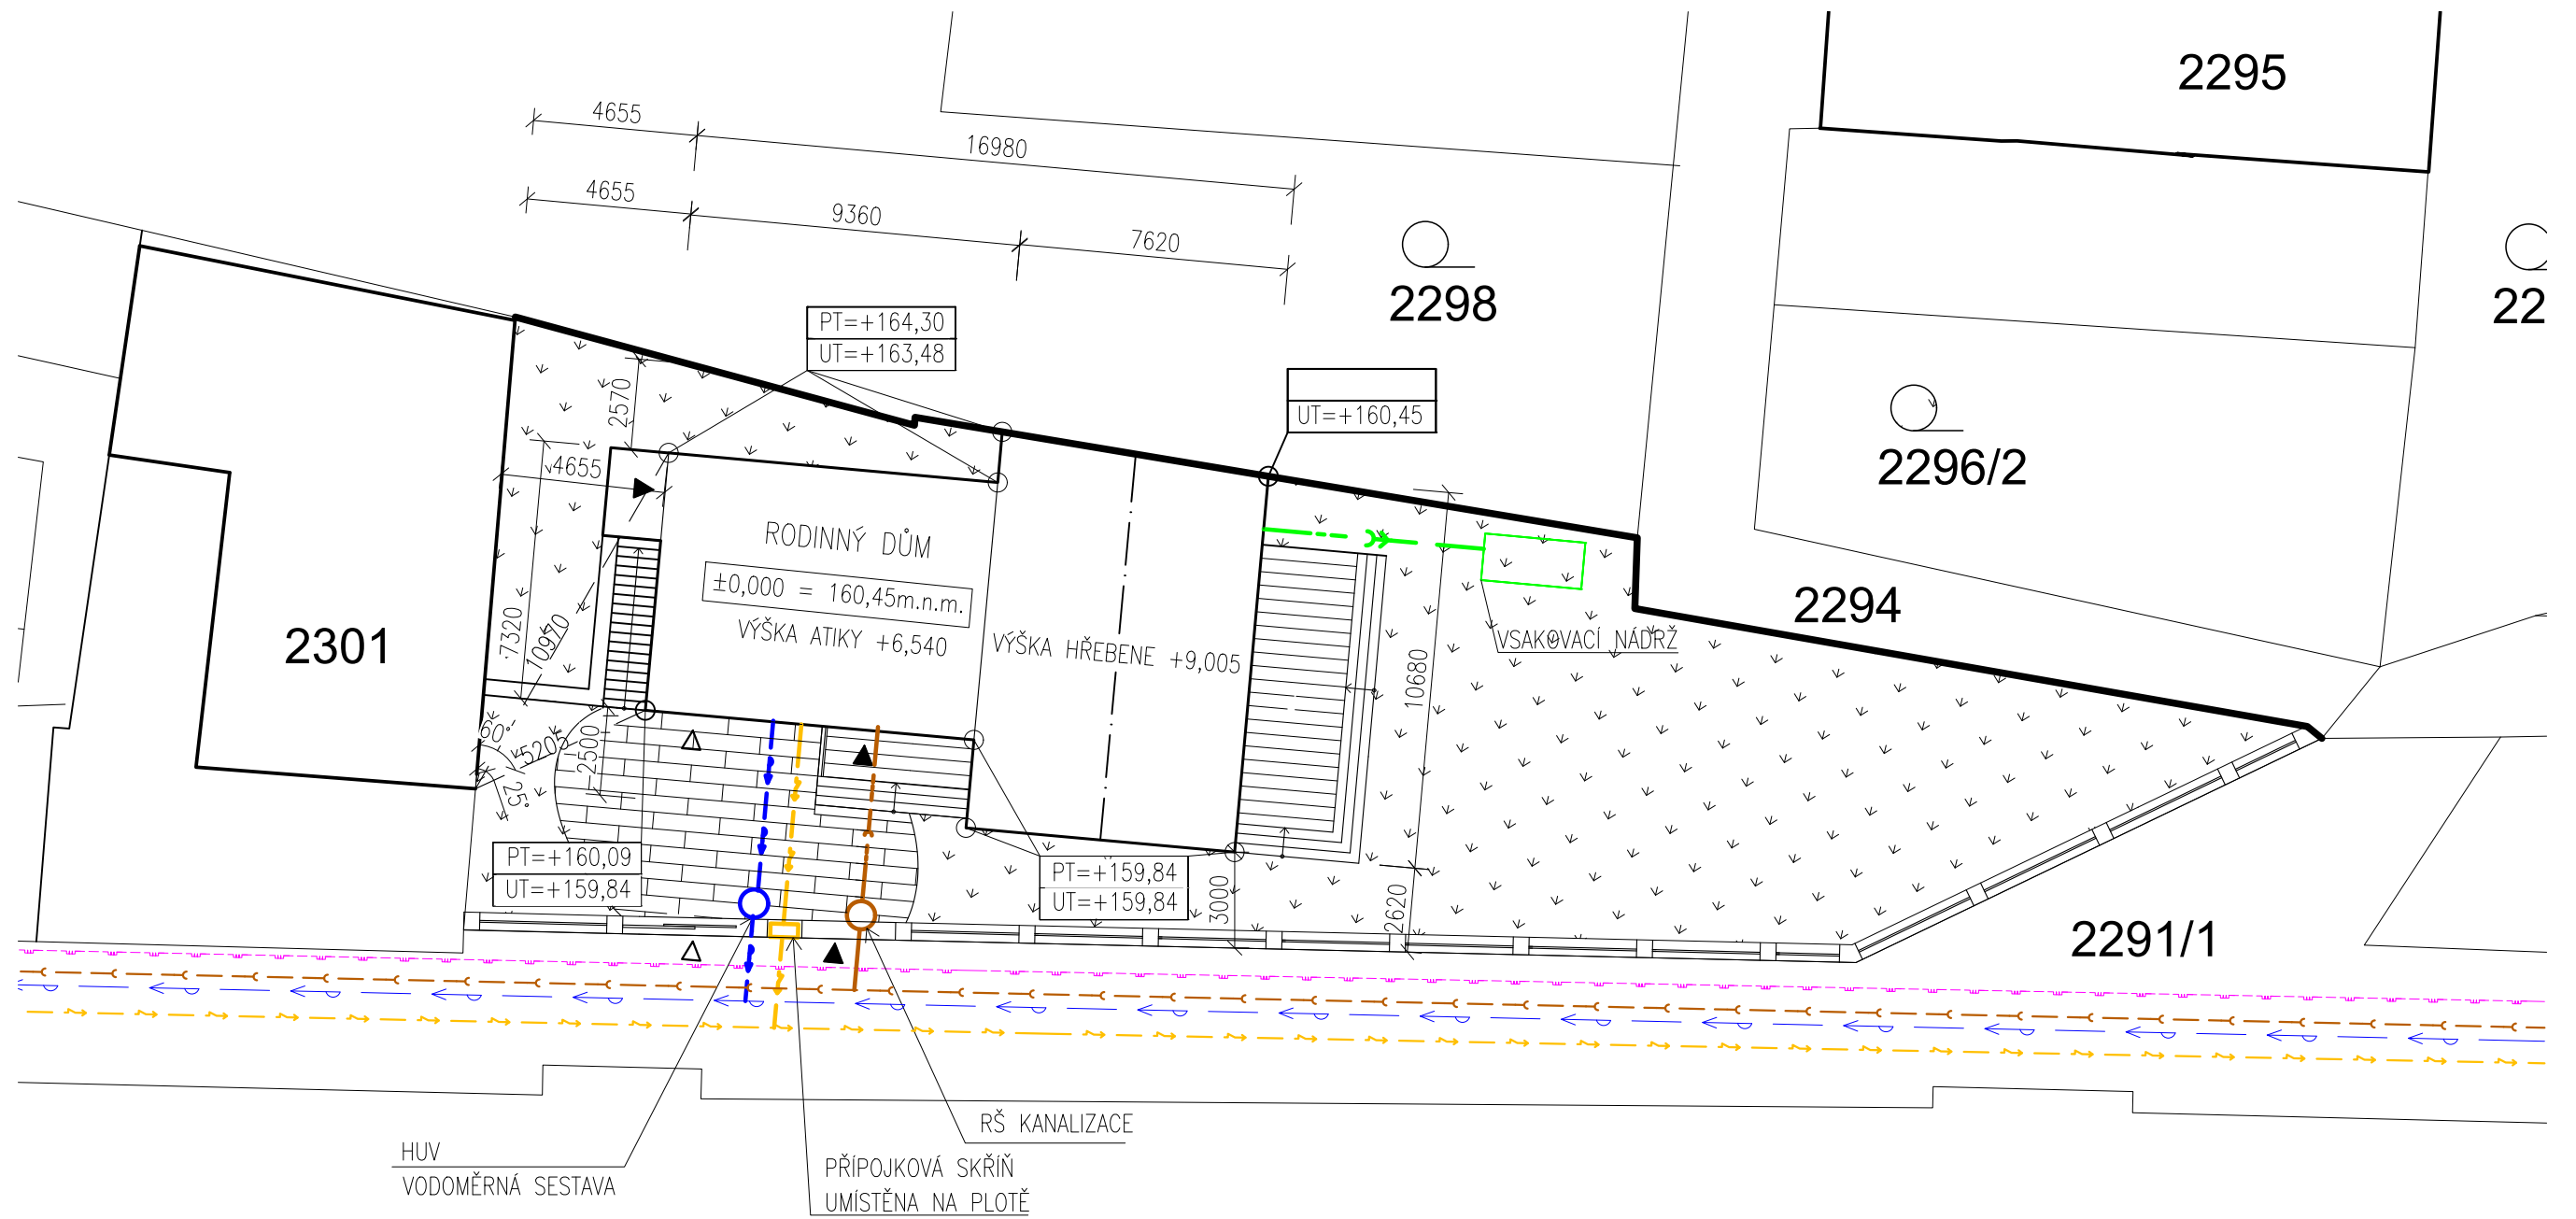 2295
4655
16980
4655
9360
7620
2298
22
PT=+164,30
UT=+163,48
UT=+160,45
2570
4655
2296/2
RODINNÝ DŮM
±0,000 = 160,45m.n.m.
VÝŠKA ATIKY +6,540
VÝŠKA HŘEBENE +9,005
2301
7320
10970
2294
VSAKOVACÍ NÁDRŽ
10680
60°
5205
2500
25°
PT=+160,09
UT=+159,84
PT=+159,84
UT=+159,84
3000
2620
2291/1
RŠ KANALIZACE
HUV
VODOMĚRNÁ SESTAVA
PŘÍPOJKOVÁ SKŘÍŇ
UMÍSTĚNA NA PLOTĚ